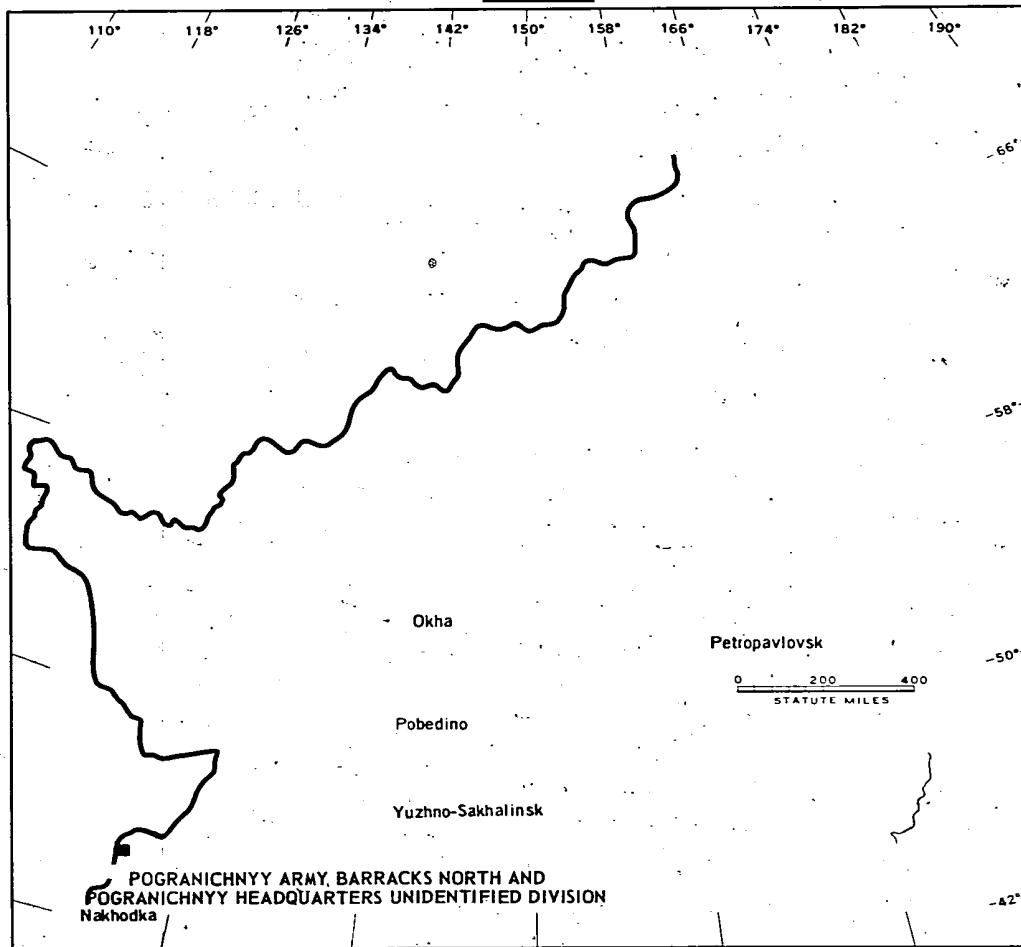 110° 118° 126° 134° 142° 150° 158° 166° 174° 182° 190°
66°
58°
Okha
Petropavlovsk
50°
0 200 400
STATUTE MILES
Pobedino
Yuzhno-Sakhalinsk
POGRANICHNYY ARMY, BARRACKS NORTH AND
POGRANICHNYY HEADQUARTERS UNIDENTIFIED DIVISION
42°
Nakhodka